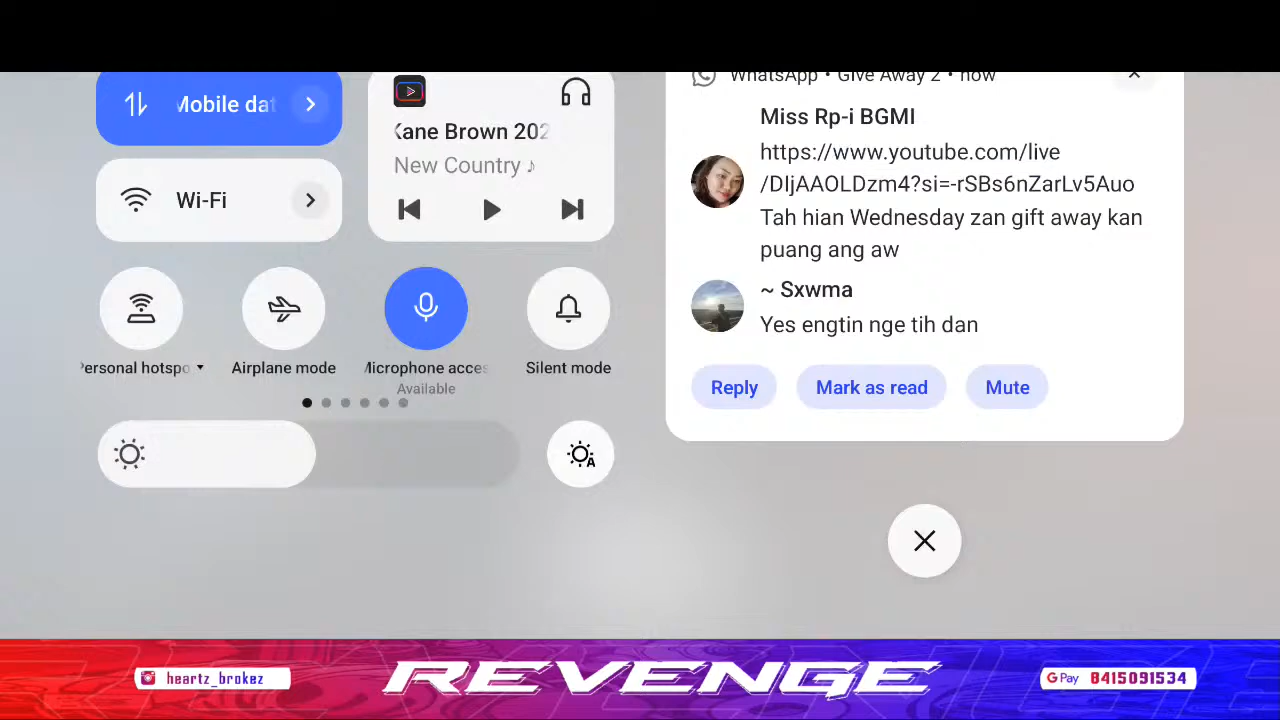 Mobile dat
Kane Brown 202
New Country ♪
Wi-Fi
Personal hotspo
Airplane mode
Microphone acces
Available
Silent mode
WhatsApp • Give Away 2 • now
Miss Rp-i BGMI
https://www.youtube.com/live
/DIjAAOLDzm4?si=-rSBs6nZarLv5Auo
Tah hian Wednesday zan gift away kan
puang ang aw
~ Sxwma
Yes engtin nge tih dan
Reply
Mark as read
Mute
A
heartz_brokez
REVENGE
G Pay 8415091534